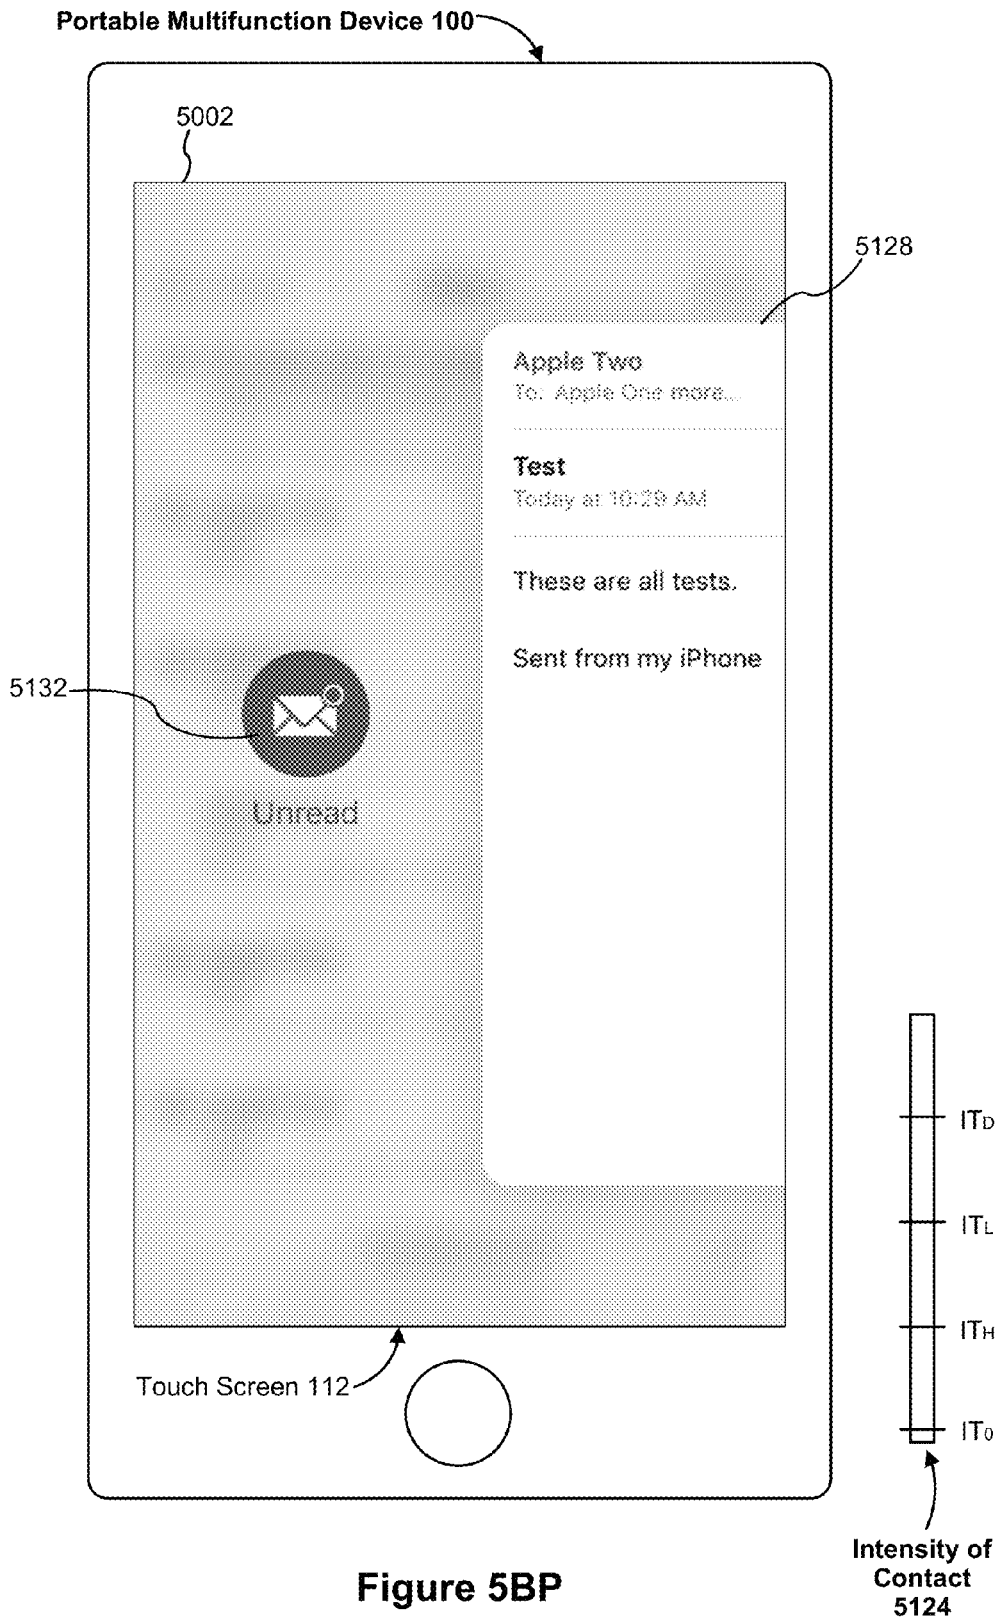 Portable Multifunction Device 100
5002
5128
Apple Two
To: Apple One more...
Test
Today at 10:29 AM
These are all tests.
Sent from my iPhone
5132
Unread
ITD
ITL
ITH
IT0
Touch Screen 112
Intensity of
Contact
5124
Figure 5BP